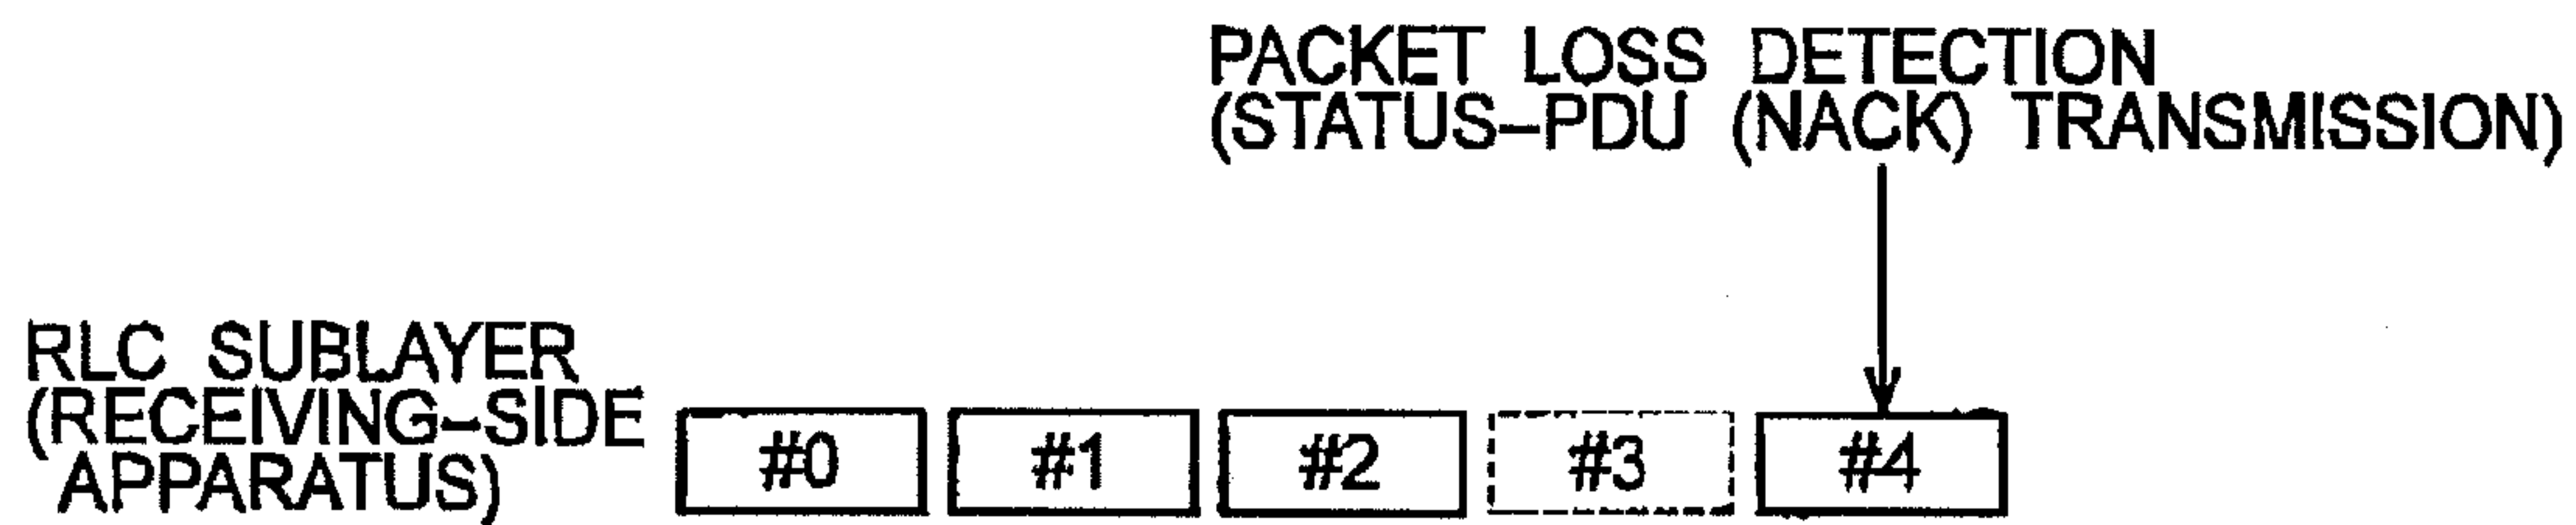 PACKET LOSS DETECTION
(STATUS–PDU (NACK) TRANSMISSION)
RLC SUBLAYER
(RECEIVING–SIDE
APPARATUS)
#0 #1 #2 #3 #4